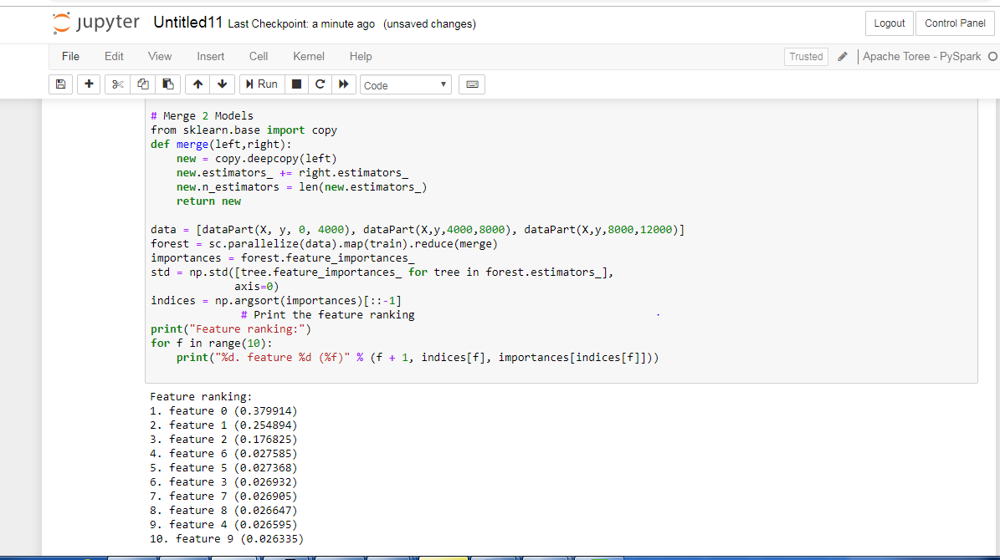 jupyter Untitled11 Last Checkpoint: a minute ago (unsaved changes)
Logout Control Panel
File Edit View Insert Cell Kernel Help
Trusted Apache Toree - PySpark
Run Code
# Merge 2 Models
from sklearn.base import copy
def merge(left,right):
    new = copy.deepcopy(left)
    new.estimators_ += right.estimators_
    new.n_estimators = len(new.estimators_)
    return new
data = [dataPart(X, y, 0, 4000), dataPart(X,y,4000,8000), dataPart(X,y,8000,12000)]
forest = sc.parallelize(data).map(train).reduce(merge)
importances = forest.feature_importances_
std = np.std([tree.feature_importances_ for tree in forest.estimators_],
             axis=0)
indices = np.argsort(importances)[::-1]
              # Print the feature ranking
print("Feature ranking:")
for f in range(10):
    print("%d. feature %d (%f)" % (f + 1, indices[f], importances[indices[f]]))
Feature ranking:
1. feature 0 (0.379914)
2. feature 1 (0.254894)
3. feature 2 (0.176825)
4. feature 6 (0.027585)
5. feature 5 (0.027368)
6. feature 3 (0.026932)
7. feature 7 (0.026905)
8. feature 8 (0.026647)
9. feature 4 (0.026595)
10. feature 9 (0.026335)